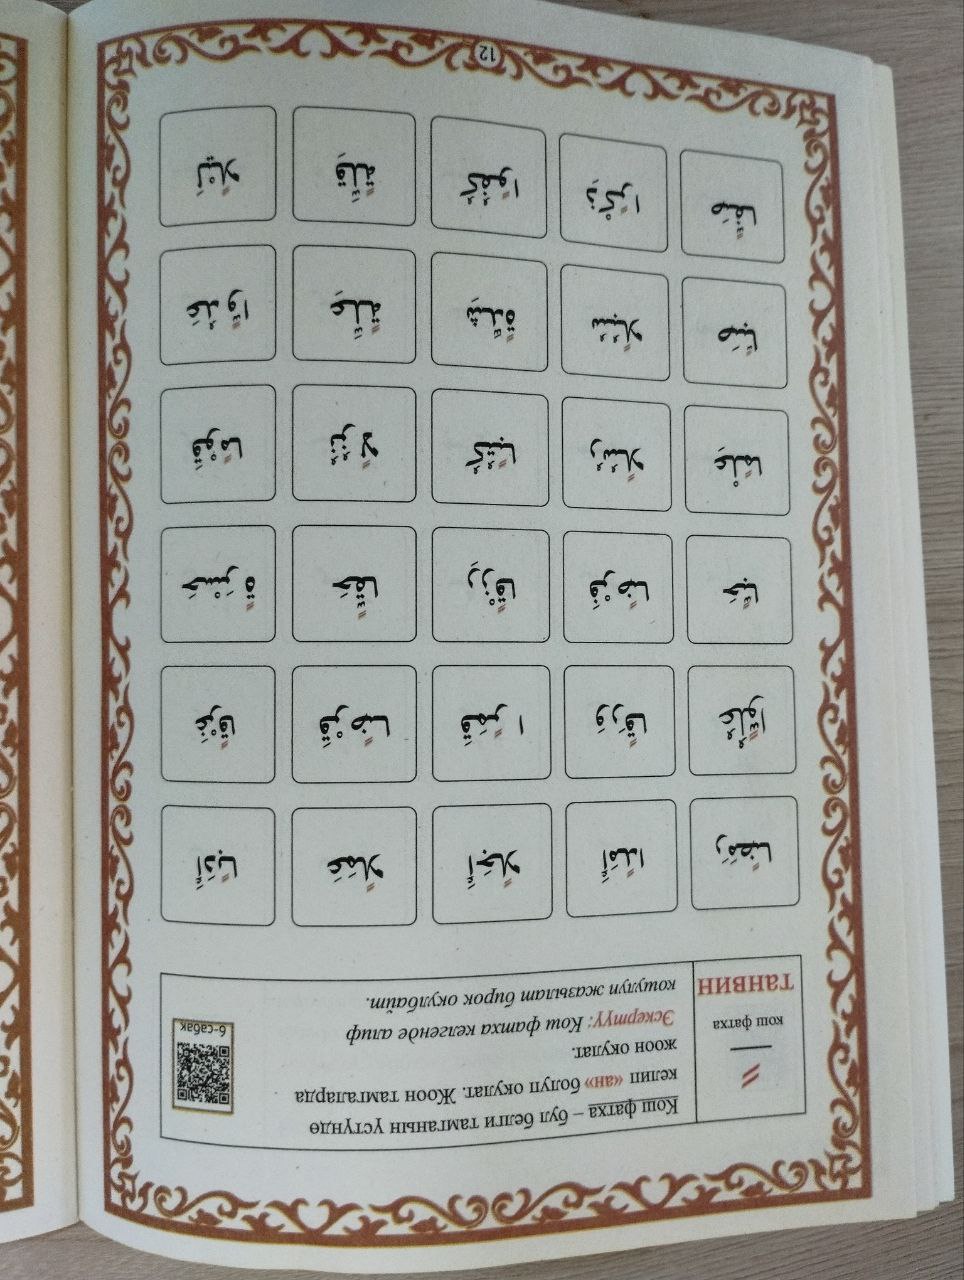 ТАНВИН
кош фатха
Кош фатха – бул белги тамганын үстүндө
келип «ан» болуп окулат. Жоон тамгаларда
жоон окулат.
Эскертүү: Кош фатха келгенде алиф
кошулуп жазылат бирок окулбайт.
6-сабак
أَدَبًا عَمَلًا أَجَلًا أَمَدًا رَمَضًا
غَرْقًا قَرْضًا قَمَرًا وَرَقًا عُلُوًّا
حَسْرَةً حَقًّا رِزْقًا فَرْضًا حَبًّا
قَوْمًا نُزُلًا كُتُبًا رُسُلًا عِلْمًا
عَدُوًّا عِلَّةً شِدَّةً سُبُلًا صَبًّا
لَيْلًا قِلَّةً كُفُوًا ذِكْرًا صَفًّا
12